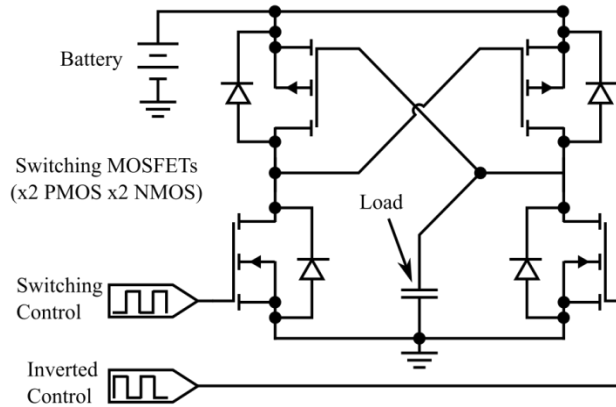 Battery
Switching MOSFETs
(x2 PMOS x2 NMOS)
Load
Switching
Control
Inverted
Control